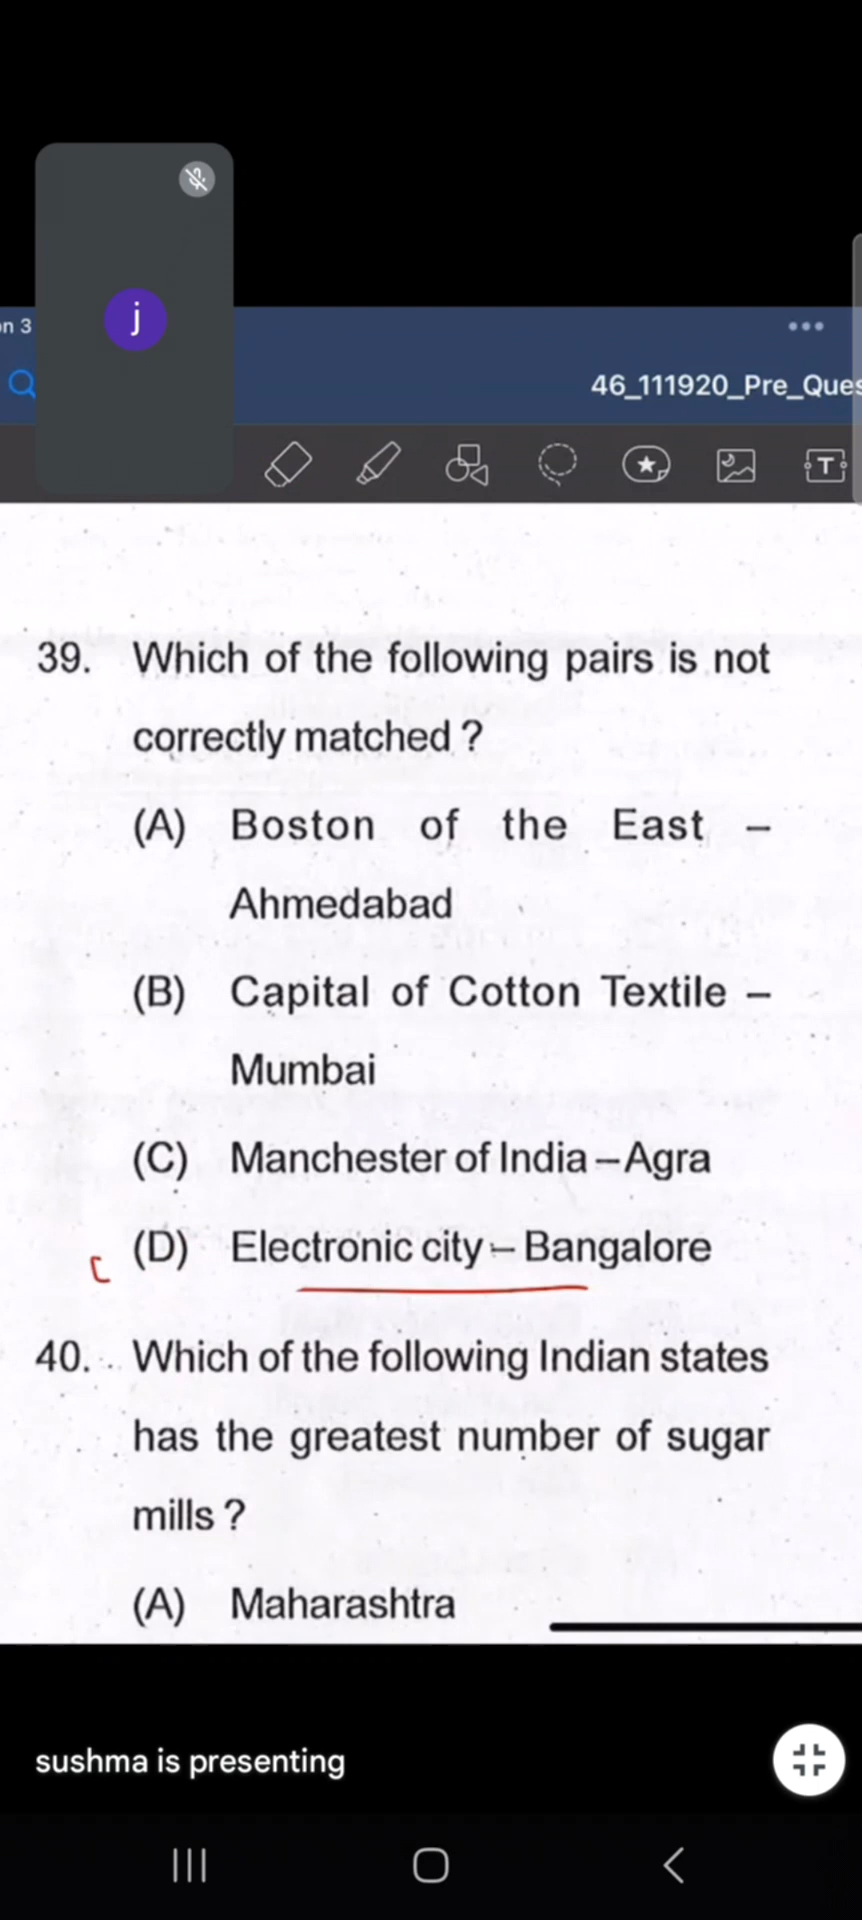 j
on 3
46_111920_Pre_Ques
T
39. Which of the following pairs is not
correctly matched ?
(A) Boston of the East –
Ahmedabad
(B) Capital of Cotton Textile –
Mumbai
(C) Manchester of India – Agra
(D) Electronic city – Bangalore
40. Which of the following Indian states
has the greatest number of sugar
mills ?
(A) Maharashtra
sushma is presenting